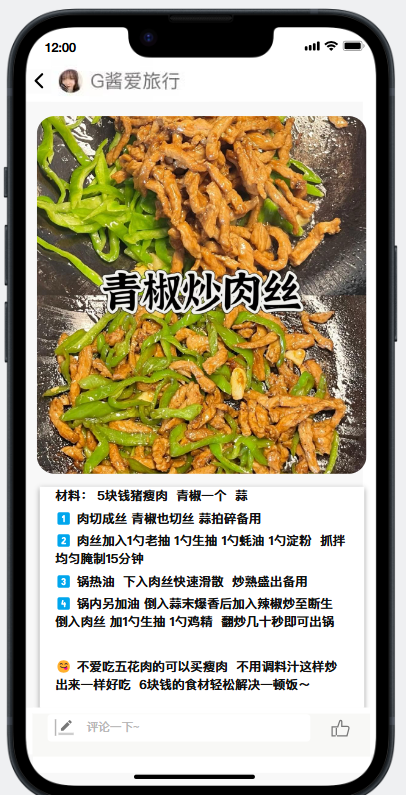 12:00
G酱爱旅行
青椒炒肉丝
材料： 5块钱猪瘦肉 青椒一个 蒜
1 肉切成丝 青椒也切丝 蒜拍碎备用
2 肉丝加入1勺老抽 1勺生抽 1勺蚝油 1勺淀粉 抓拌
均匀腌制15分钟
3 锅热油 下入肉丝快速滑散 炒熟盛出备用
4 锅内另加油 倒入蒜末爆香后加入辣椒炒至断生
倒入肉丝 加1勺生抽 1勺鸡精 翻炒几十秒即可出锅
😋 不爱吃五花肉的可以买瘦肉 不用调料汁这样炒
出来一样好吃 6块钱的食材轻松解决一顿饭～
评论一下~